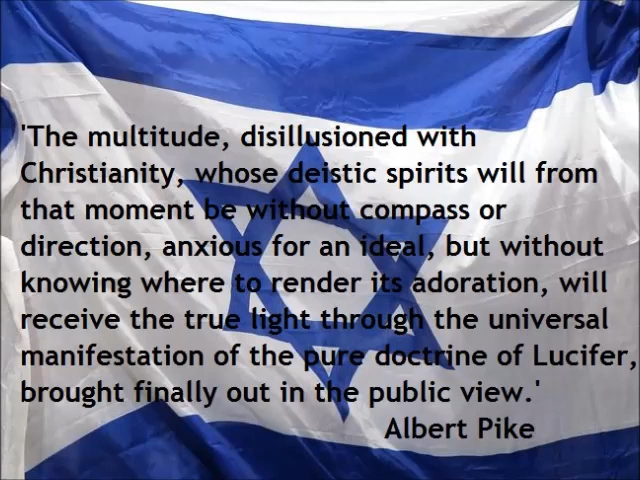 'The multitude, disillusioned with
Christianity, whose deistic spirits will from
that moment be without compass or
direction, anxious for an ideal, but without
knowing where to render its adoration, will
receive the true light through the universal
manifestation of the pure doctrine of Lucifer,
brought finally out in the public view.'
Albert Pike